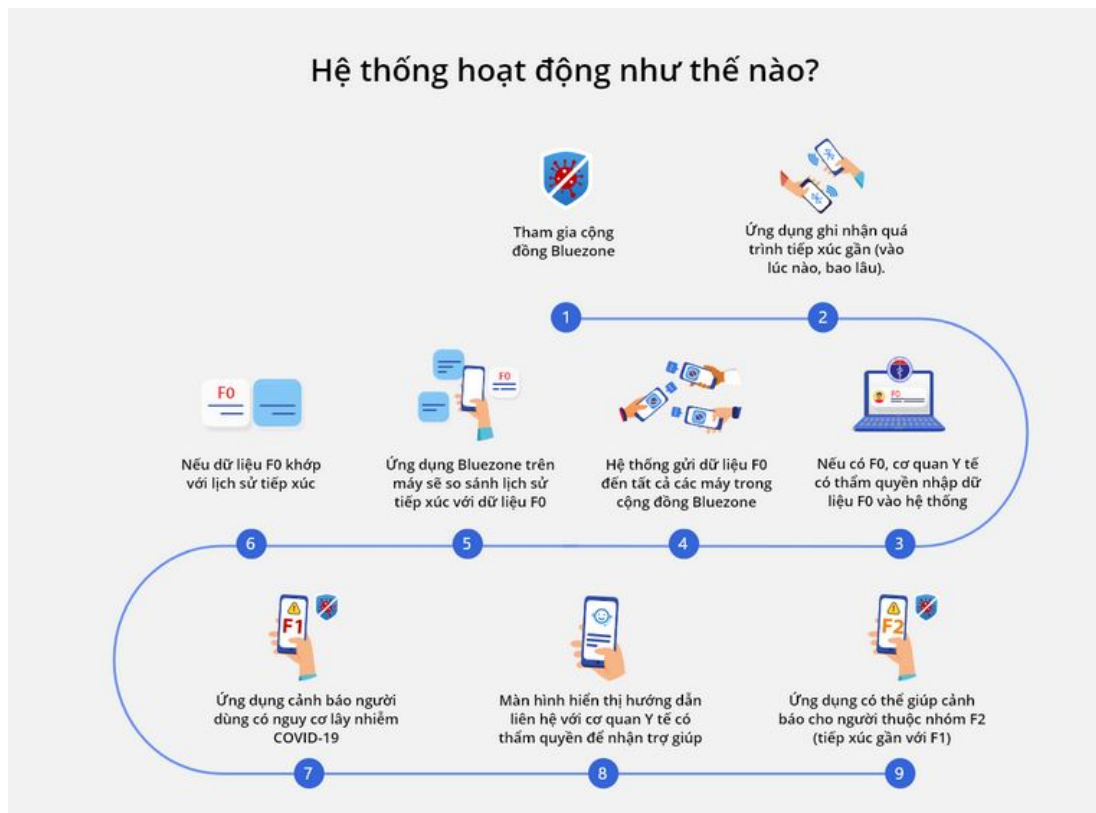 Hệ thống hoạt động như thế nào?
Tham gia cộng
đồng Bluezone
1
Ứng dụng ghi nhận quá
trình tiếp xúc gần (vào
lúc nào, bao lâu).
2
F0
Nếu có F0, cơ quan Y tế
có thẩm quyền nhập dữ
liệu F0 vào hệ thống
3
Hệ thống gửi dữ liệu F0
đến tất cả các máy trong
cộng đồng Bluezone
4
F0
Ứng dụng Bluezone trên
máy sẽ so sánh lịch sử
tiếp xúc với dữ liệu F0
5
F0
Nếu dữ liệu F0 khớp
với lịch sử tiếp xúc
6
F1
Ứng dụng cảnh báo người
dùng có nguy cơ lây nhiễm
COVID-19
7
Màn hình hiển thị hướng dẫn
liên hệ với cơ quan Y tế có
thẩm quyền để nhận trợ giúp
8
F2
Ứng dụng có thể giúp cảnh
báo cho người thuộc nhóm F2
(tiếp xúc gần với F1)
9